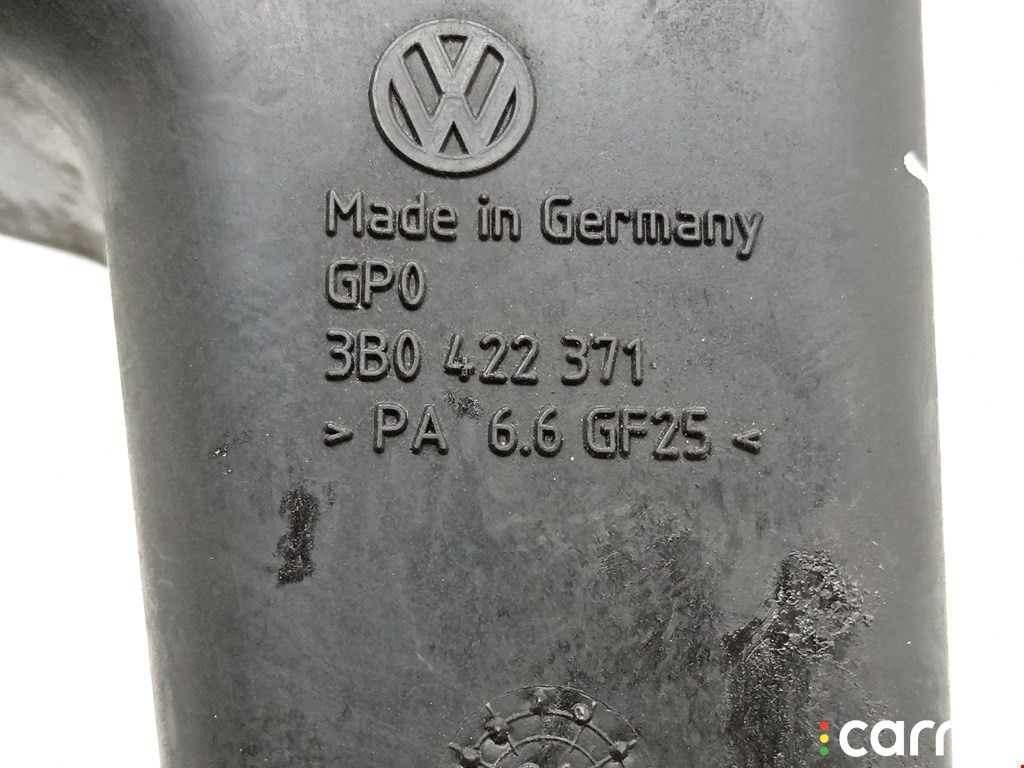 Made in Germany
GP0
3B0 422 371
> PA 6.6 GF25 <
carr